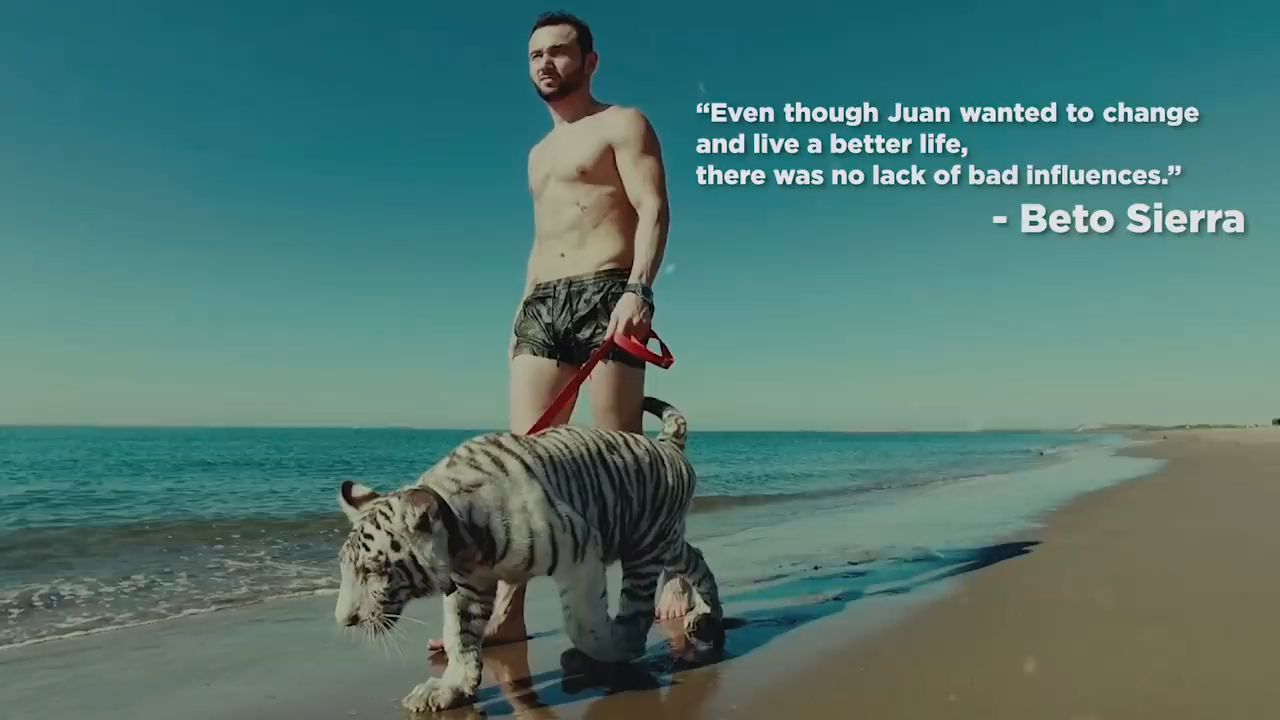 “Even though Juan wanted to change
and live a better life,
there was no lack of bad influences.”
- Beto Sierra